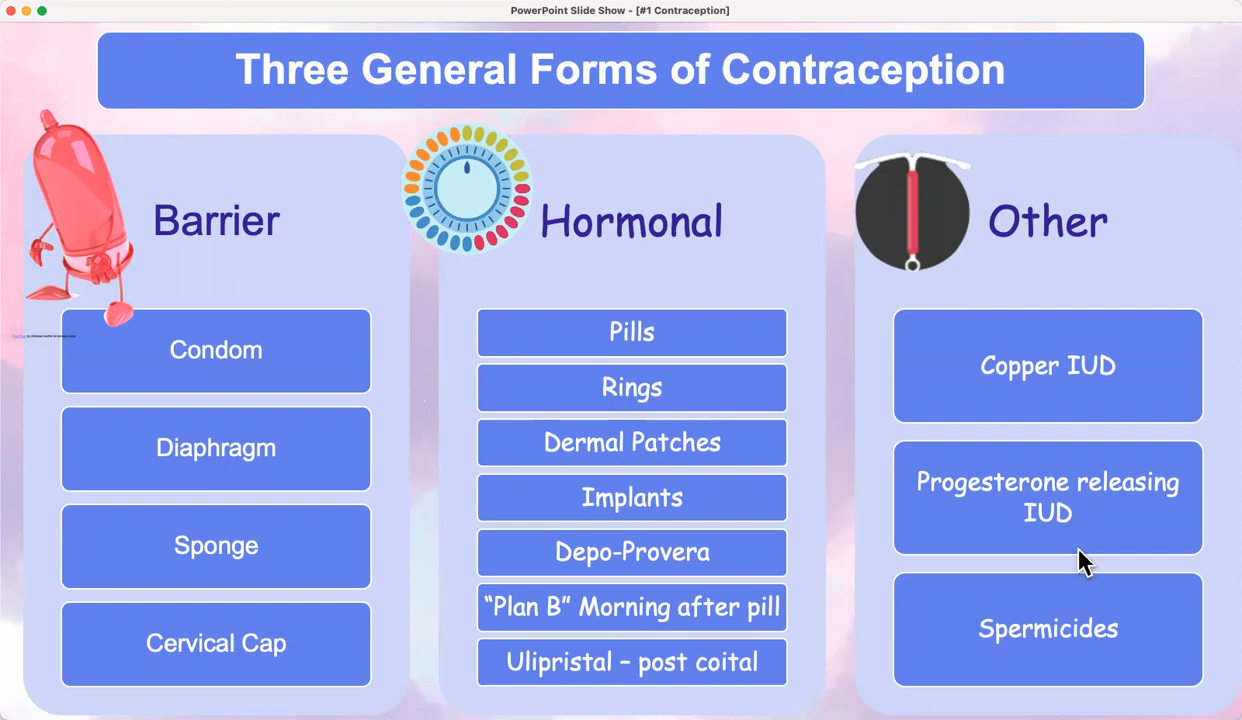 PowerPoint Slide Show - [#1 Contraception]
Three General Forms of Contraception
Barrier
Condom
Diaphragm
Sponge
Cervical Cap
Hormonal
Pills
Rings
Dermal Patches
Implants
Depo-Provera
“Plan B” Morning after pill
Ulipristal – post coital
Other
Copper IUD
Progesterone releasing
IUD
Spermicides